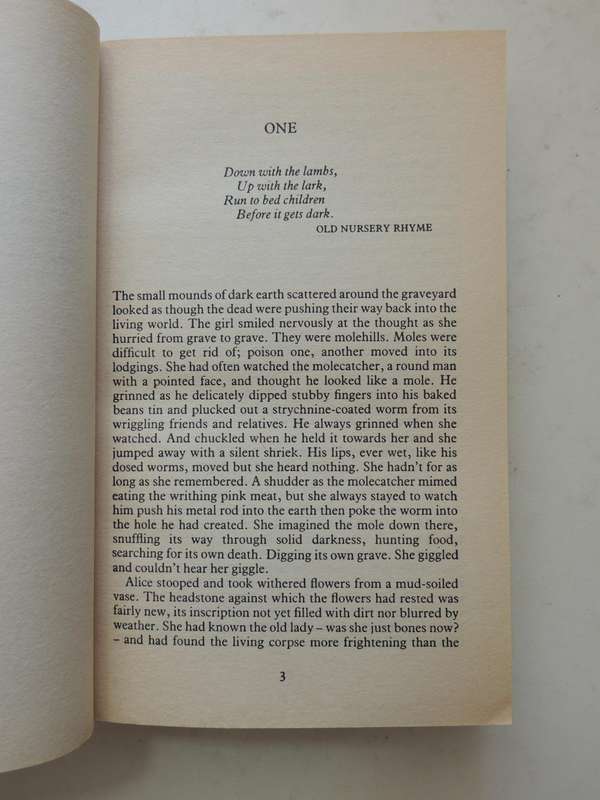 ONE
Down with the lambs,
Up with the lark,
Run to bed children
Before it gets dark.
OLD NURSERY RHYME
The small mounds of dark earth scattered around the graveyard
looked as though the dead were pushing their way back into the
living world. The girl smiled nervously at the thought as she
hurried from grave to grave. They were molehills. Moles were
difficult to get rid of; poison one, another moved into its
lodgings. She had often watched the molecatcher, a round man
with a pointed face, and thought he looked like a mole. He
grinned as he delicately dipped stubby fingers into his baked
beans tin and plucked out a strychnine-coated worm from its
wriggling friends and relatives. He always grinned when she
watched. And chuckled when he held it towards her and she
jumped away with a silent shriek. His lips, ever wet, like his
dosed worms, moved but she heard nothing. She hadn't for as
long as she remembered. A shudder as the molecatcher mimed
eating the writhing pink meat, but she always stayed to watch
him push his metal rod into the earth then poke the worm into
the hole he had created. She imagined the mole down there,
snuffling its way through solid darkness, hunting food,
searching for its own death. Digging its own grave. She giggled
and couldn't hear her giggle.
Alice stooped and took withered flowers from a mud-soiled
vase. The headstone against which the flowers had rested was
fairly new, its inscription not yet filled with dirt nor blurred by
weather. She had known the old lady – was she just bones now?
– and had found the living corpse more frightening than the
3